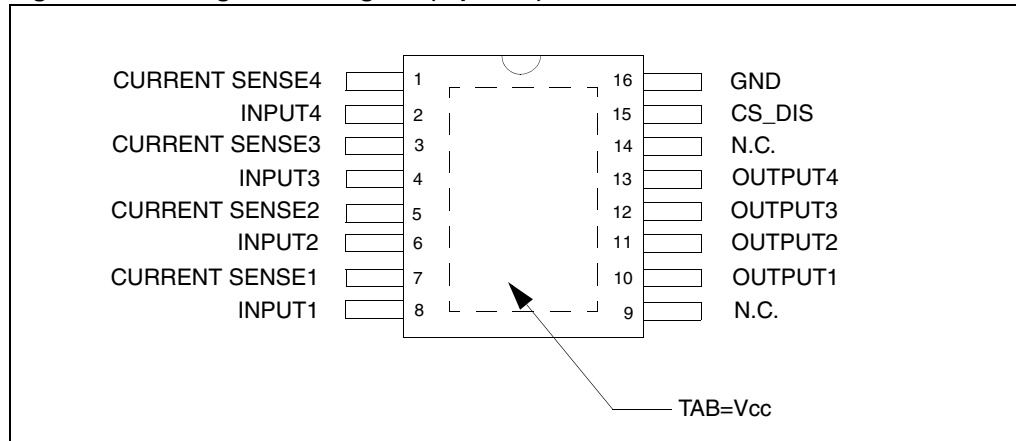 CURRENT SENSE4 1 16 GND
INPUT4 2 15 CS_DIS
CURRENT SENSE3 3 14 N.C.
INPUT3 4 13 OUTPUT4
CURRENT SENSE2 5 12 OUTPUT3
INPUT2 6 11 OUTPUT2
CURRENT SENSE1 7 10 OUTPUT1
INPUT1 8 9 N.C.
TAB=Vcc